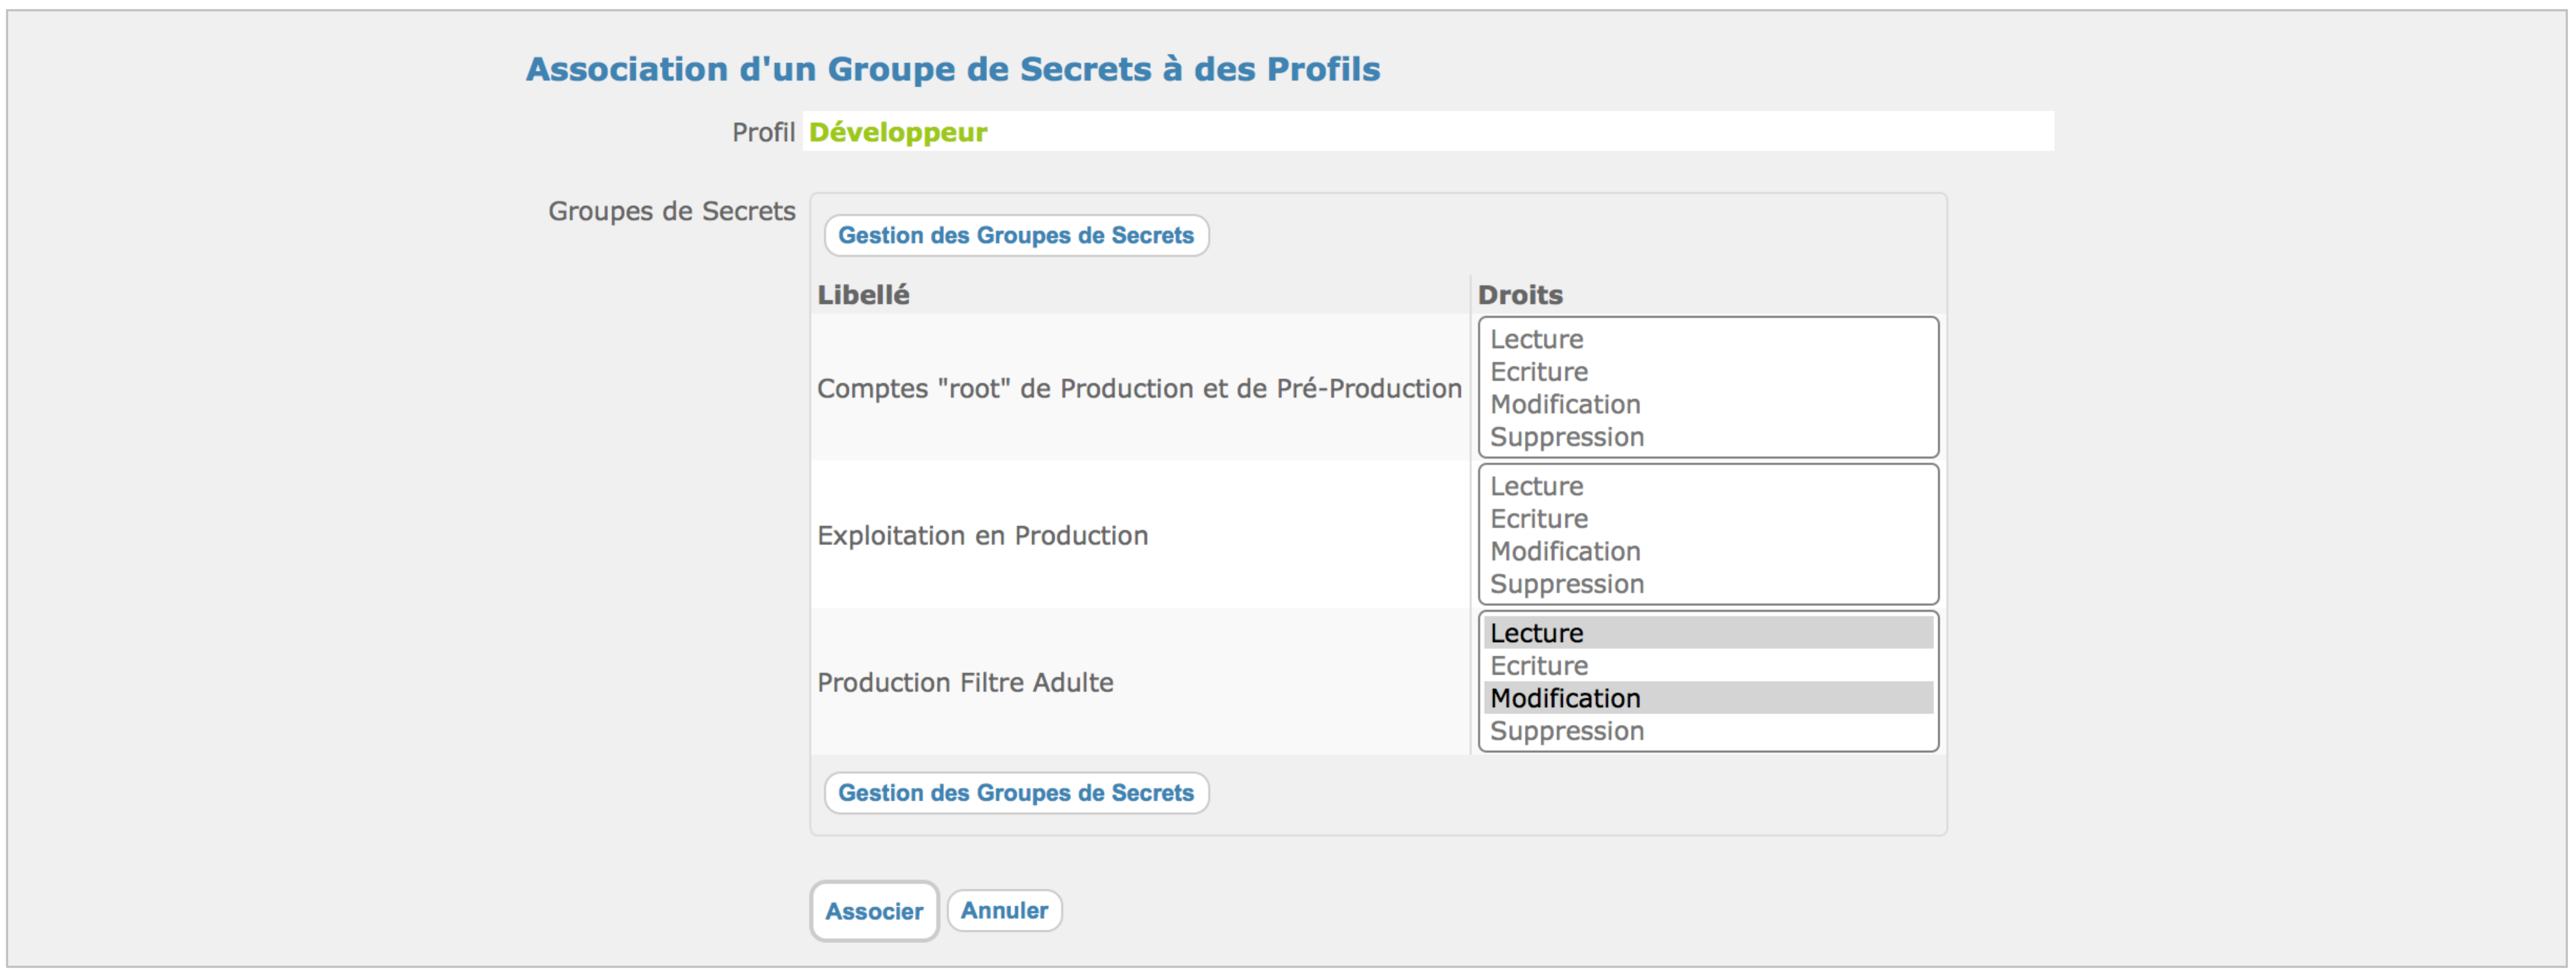 Association d'un Groupe de Secrets à des Profils
Profil Développeur
Groupes de Secrets
Gestion des Groupes de Secrets
Libellé Droits
Comptes "root" de Production et de Pré-Production
Lecture
Ecriture
Modification
Suppression
Exploitation en Production
Lecture
Ecriture
Modification
Suppression
Production Filtre Adulte
Lecture
Ecriture
Modification
Suppression
Gestion des Groupes de Secrets
Associer Annuler